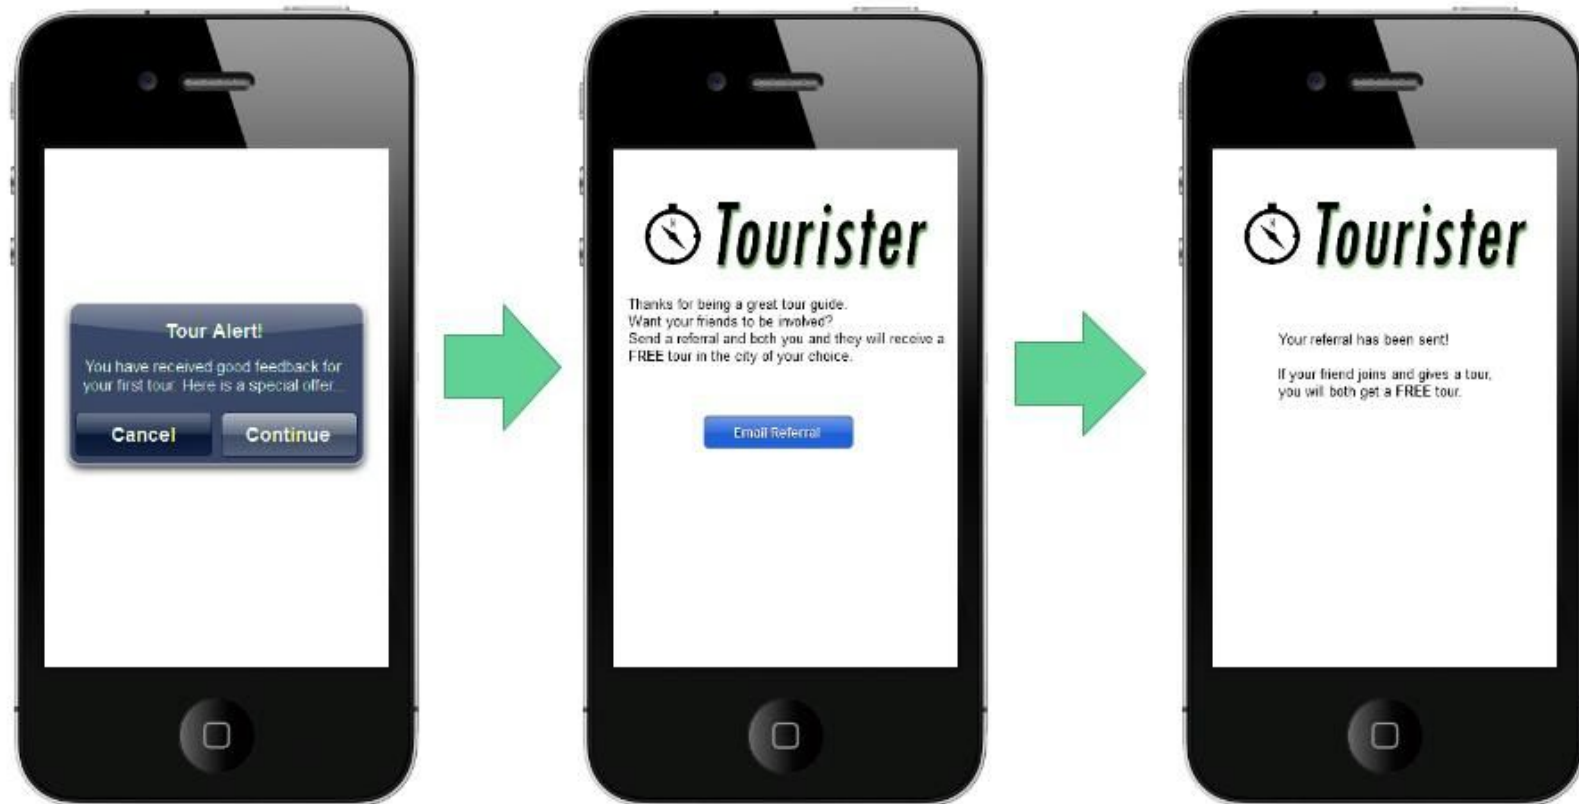 Tour Alert!
You have received good feedback for
your first tour. Here is a special offer...
Cancel
Continue
Tourister
Thanks for being a great tour guide.
Want your friends to be involved?
Send a referral and both you and they will receive a
FREE tour in the city of your choice.
Email Referral
Tourister
Your referral has been sent!
If your friend joins and gives a tour,
you will both get a FREE tour.